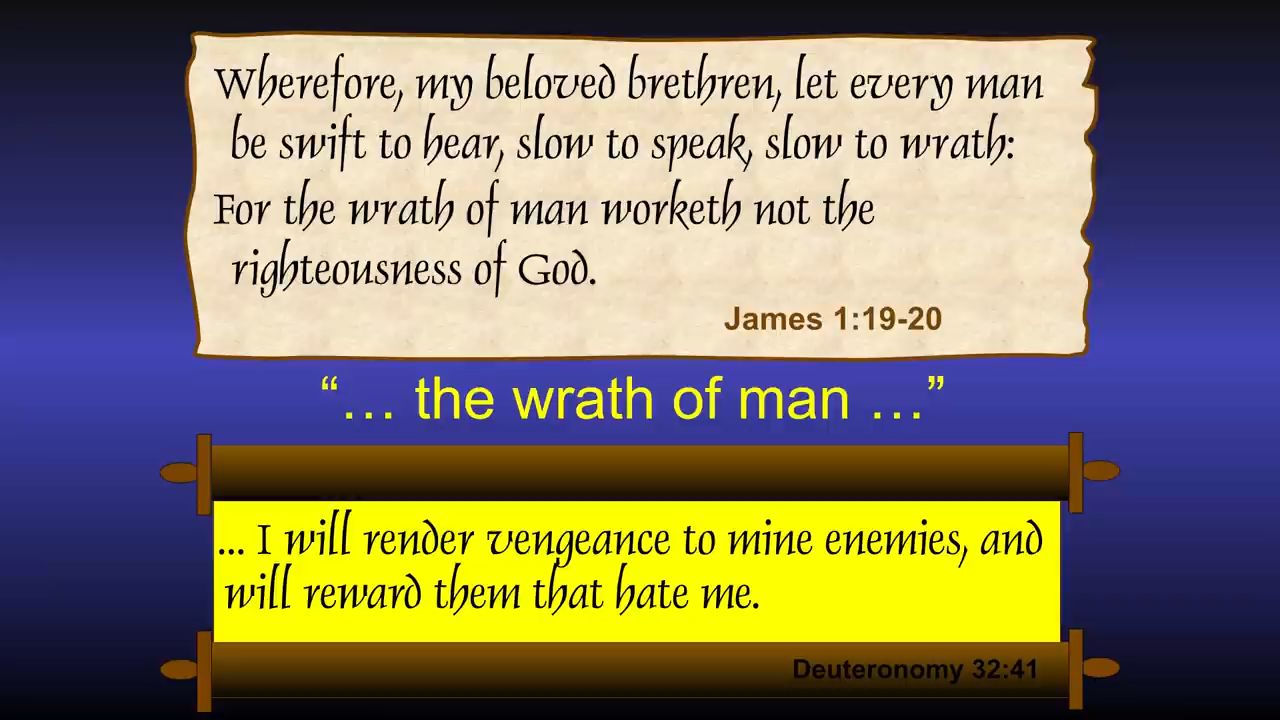 Wherefore, my beloved brethren, let every man
be swift to hear, slow to speak, slow to wrath:
For the wrath of man worketh not the
righteousness of God.
James 1:19-20
“… the wrath of man …”
... I will render vengeance to mine enemies, and
will reward them that hate me.
Deuteronomy 32:41